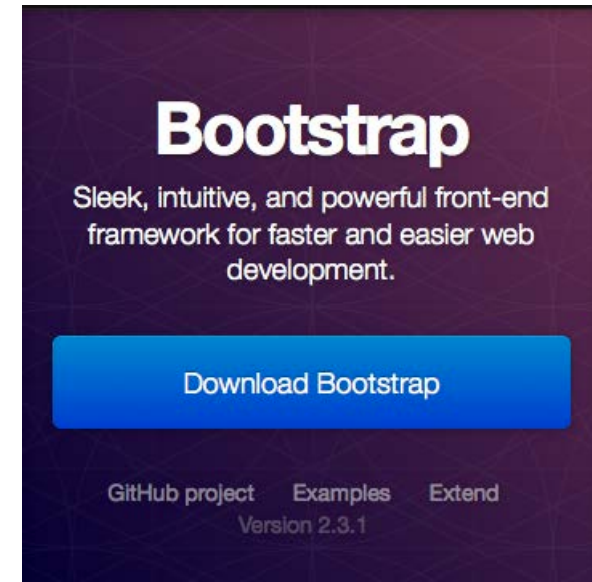 Bootstrap
Sleek, intuitive, and powerful front-end
framework for faster and easier web
development.
Download Bootstrap
GitHub project Examples Extend
Version 2.3.1